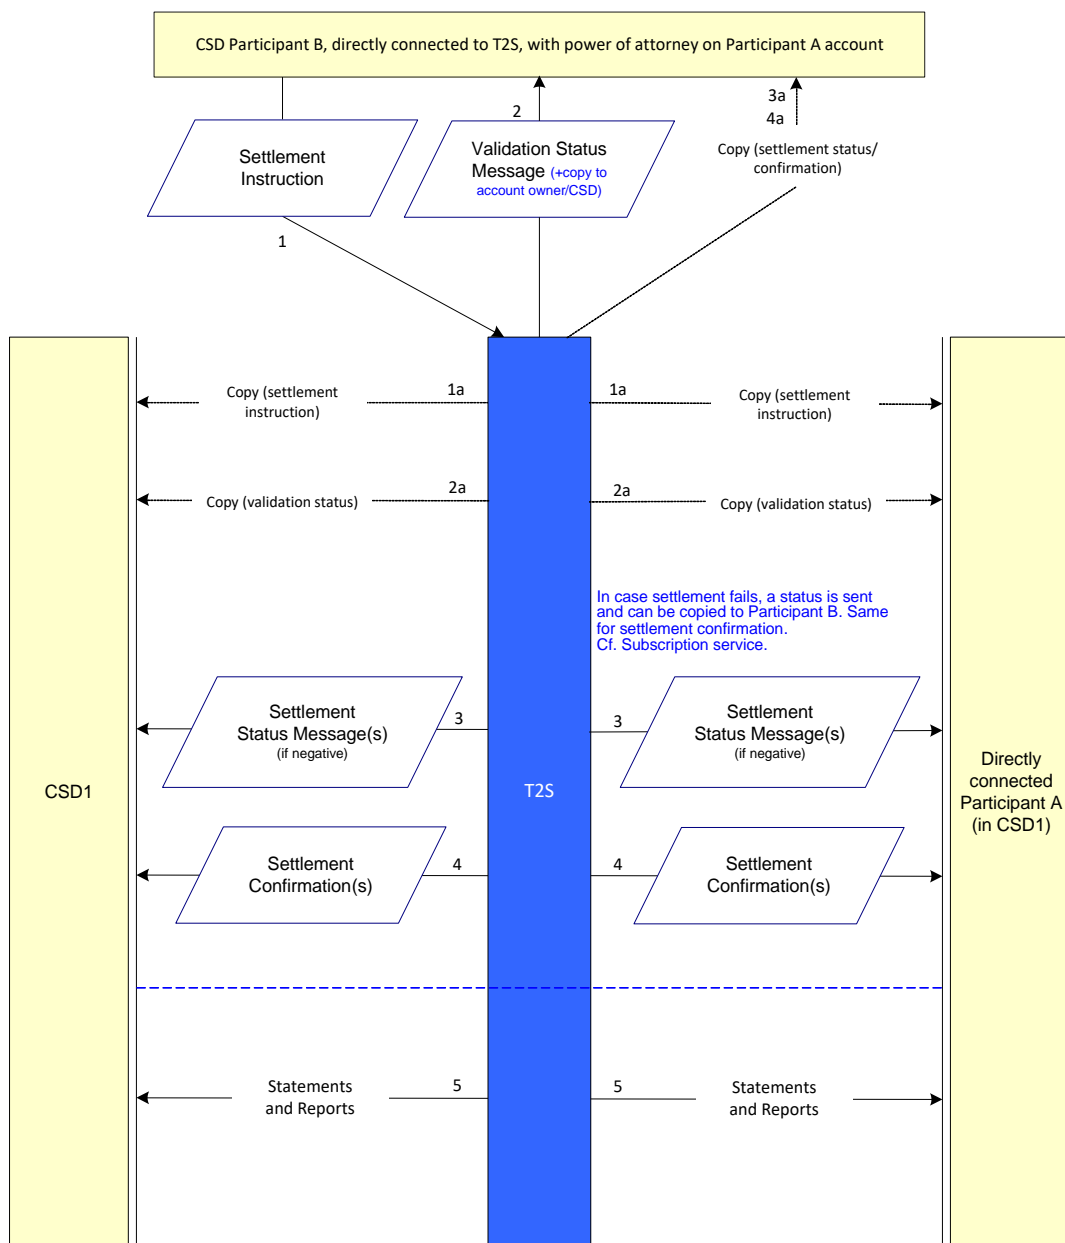 CSD Participant B, directly connected to T2S, with power of attorney on Participant A account
3a
2
4a
Settlement
Instruction
Validation Status
Message (+copy to
account owner/CSD)
Copy (settlement status/
confirmation)
1
1a
1a
Copy (settlement
instruction)
Copy (settlement
instruction)
2a
2a
Copy (validation status)
Copy (validation status)
In case settlement fails, a status is sent
and can be copied to Participant B. Same
for settlement confirmation.
Cf. Subscription service.
Settlement
Status Message(s)
(if negative)
3
3
Settlement
Status Message(s)
(if negative)
CSD1
T2S
Directly
connected
Participant A
(in CSD1)
Settlement
Confirmation(s)
4
4
Settlement
Confirmation(s)
Statements
and Reports
5
5
Statements
and Reports